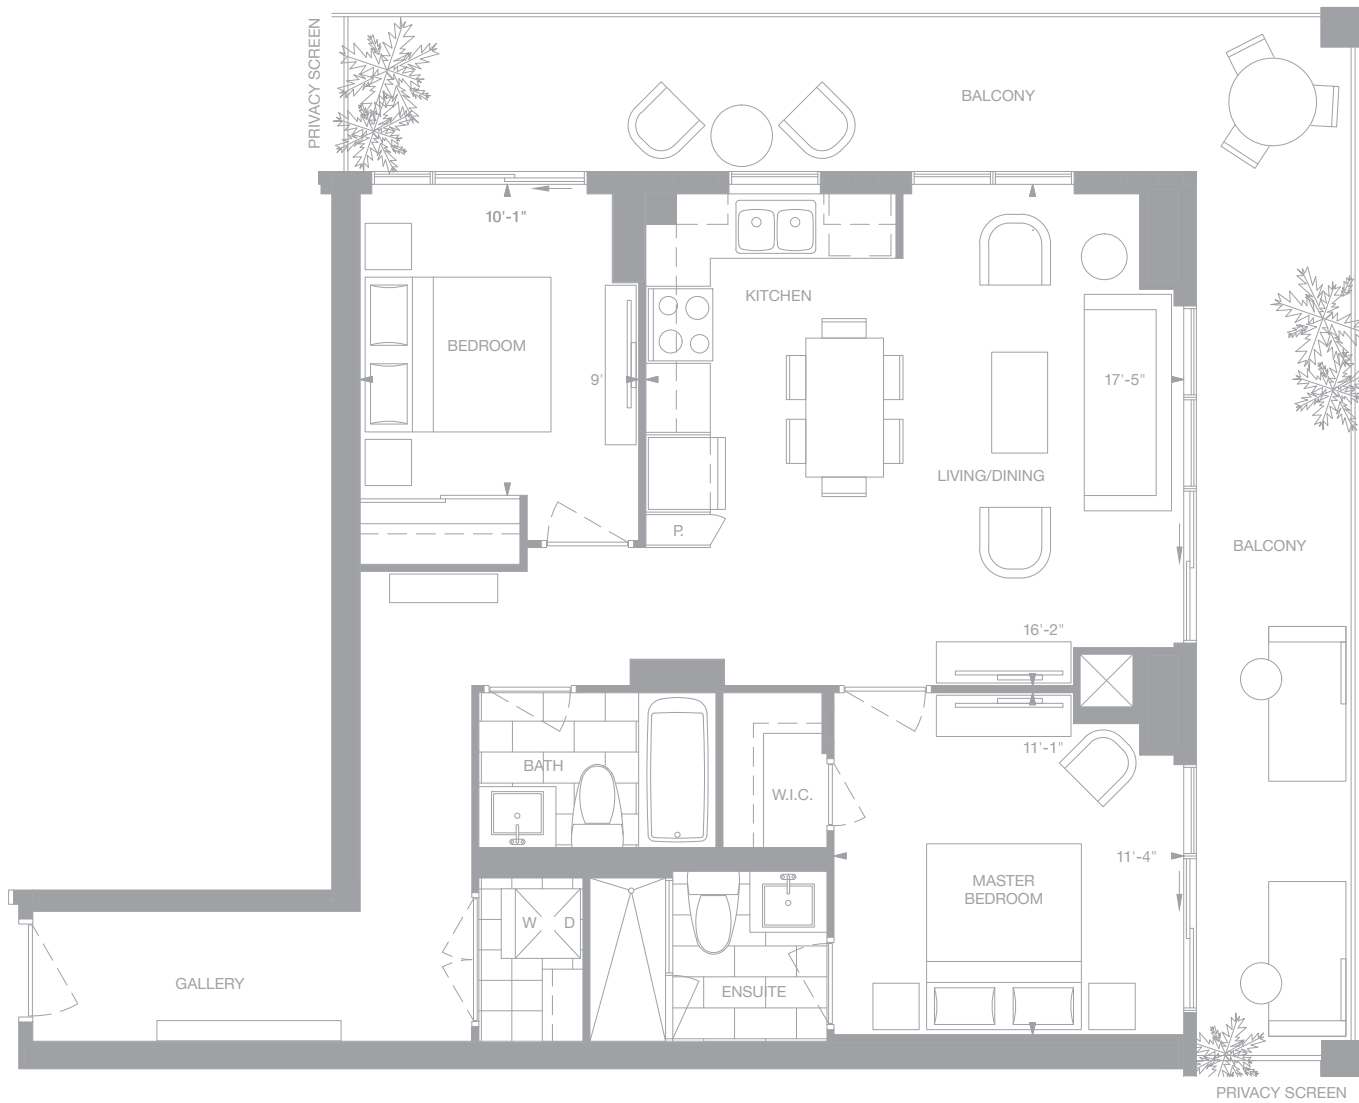 PRIVACY SCREEN
BALCONY
10'-1"
KITCHEN
BEDROOM
9'
17'-5"
LIVING/DINING
P.
BALCONY
16'-2"
11'-1"
BATH
W.I.C.
11'-4"
MASTER
BEDROOM
W D
GALLERY
ENSUITE
PRIVACY SCREEN